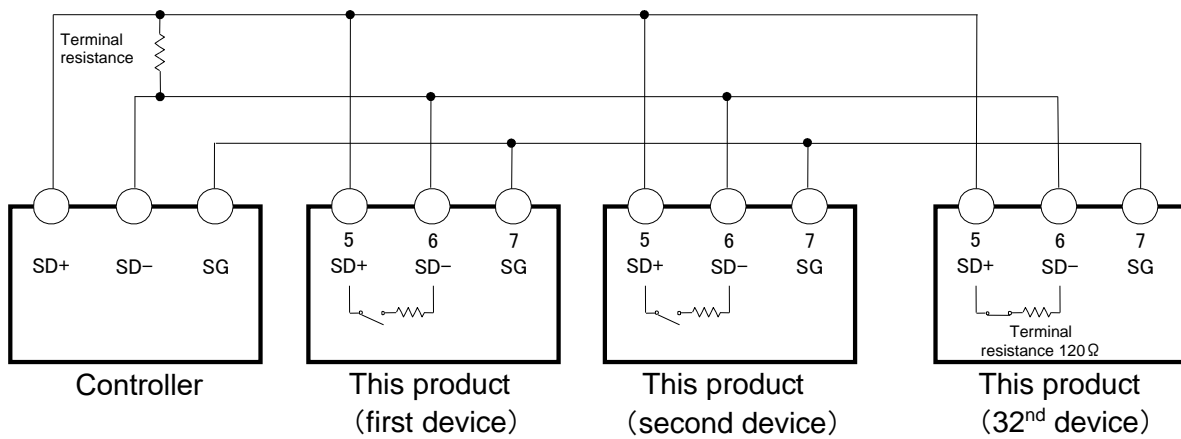 Terminal
resistance
SD+ SD− SG
5 6 7
SD+ SD− SG
5 6 7
SD+ SD− SG
5 6 7
SD+ SD− SG
Terminal
resistance 120Ω
Controller
This product
（first device）
This product
（second device）
This product
（32nd device）